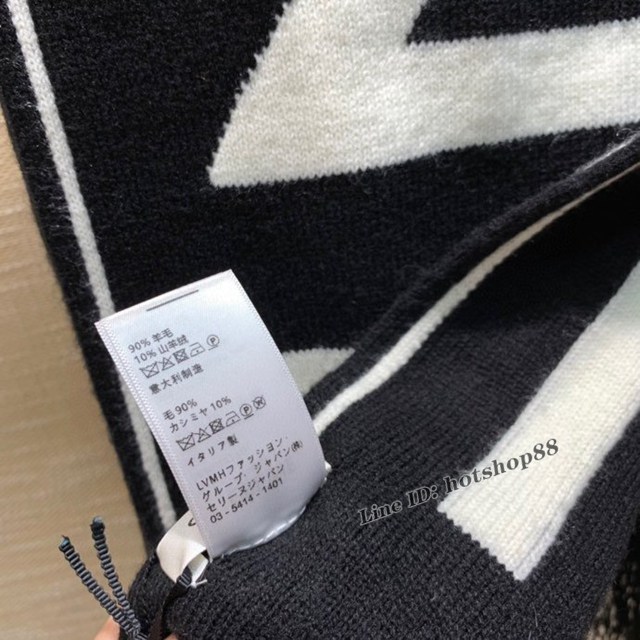 90% 羊毛
10% 山羊绒
意大利制造
毛 90%
カシミヤ 10%
イタリア製
LVMHファッション.
グループ.ジャパン(株)
セリーヌジャパン
03-5414-1401
Line ID: hotshop88